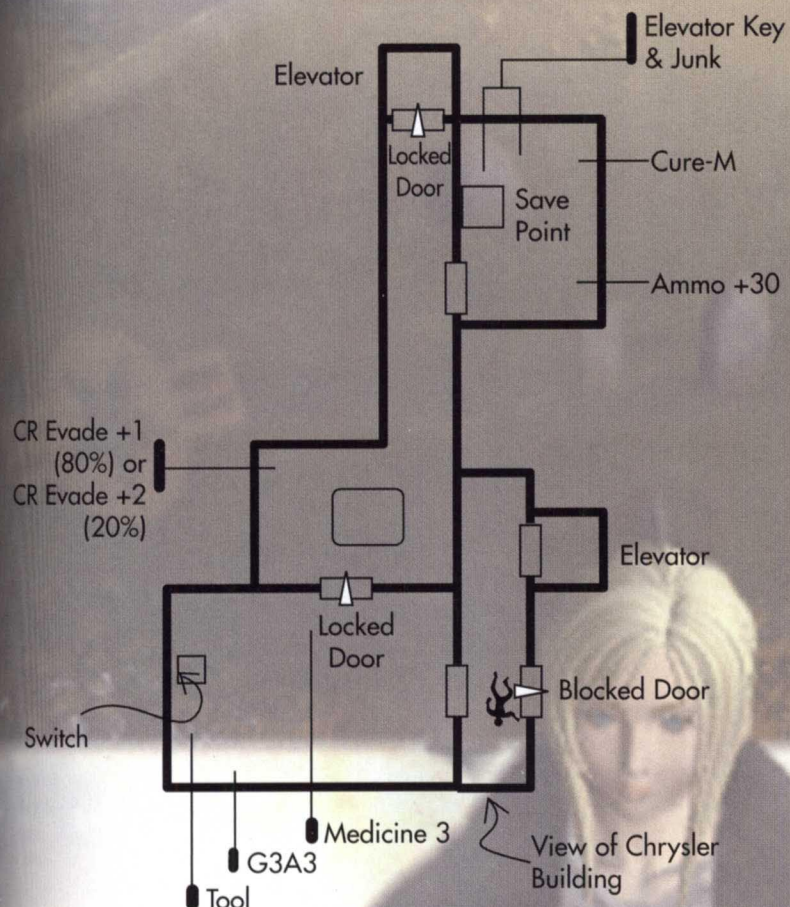 Elevator Key
& Junk
Elevator
Locked
Door
Cure-M
Save
Point
Ammo +30
CR Evade +1
(80%) or
CR Evade +2
(20%)
Elevator
Locked
Door
Blocked Door
Switch
Medicine 3
G3A3
Tool
View of Chrysler
Building